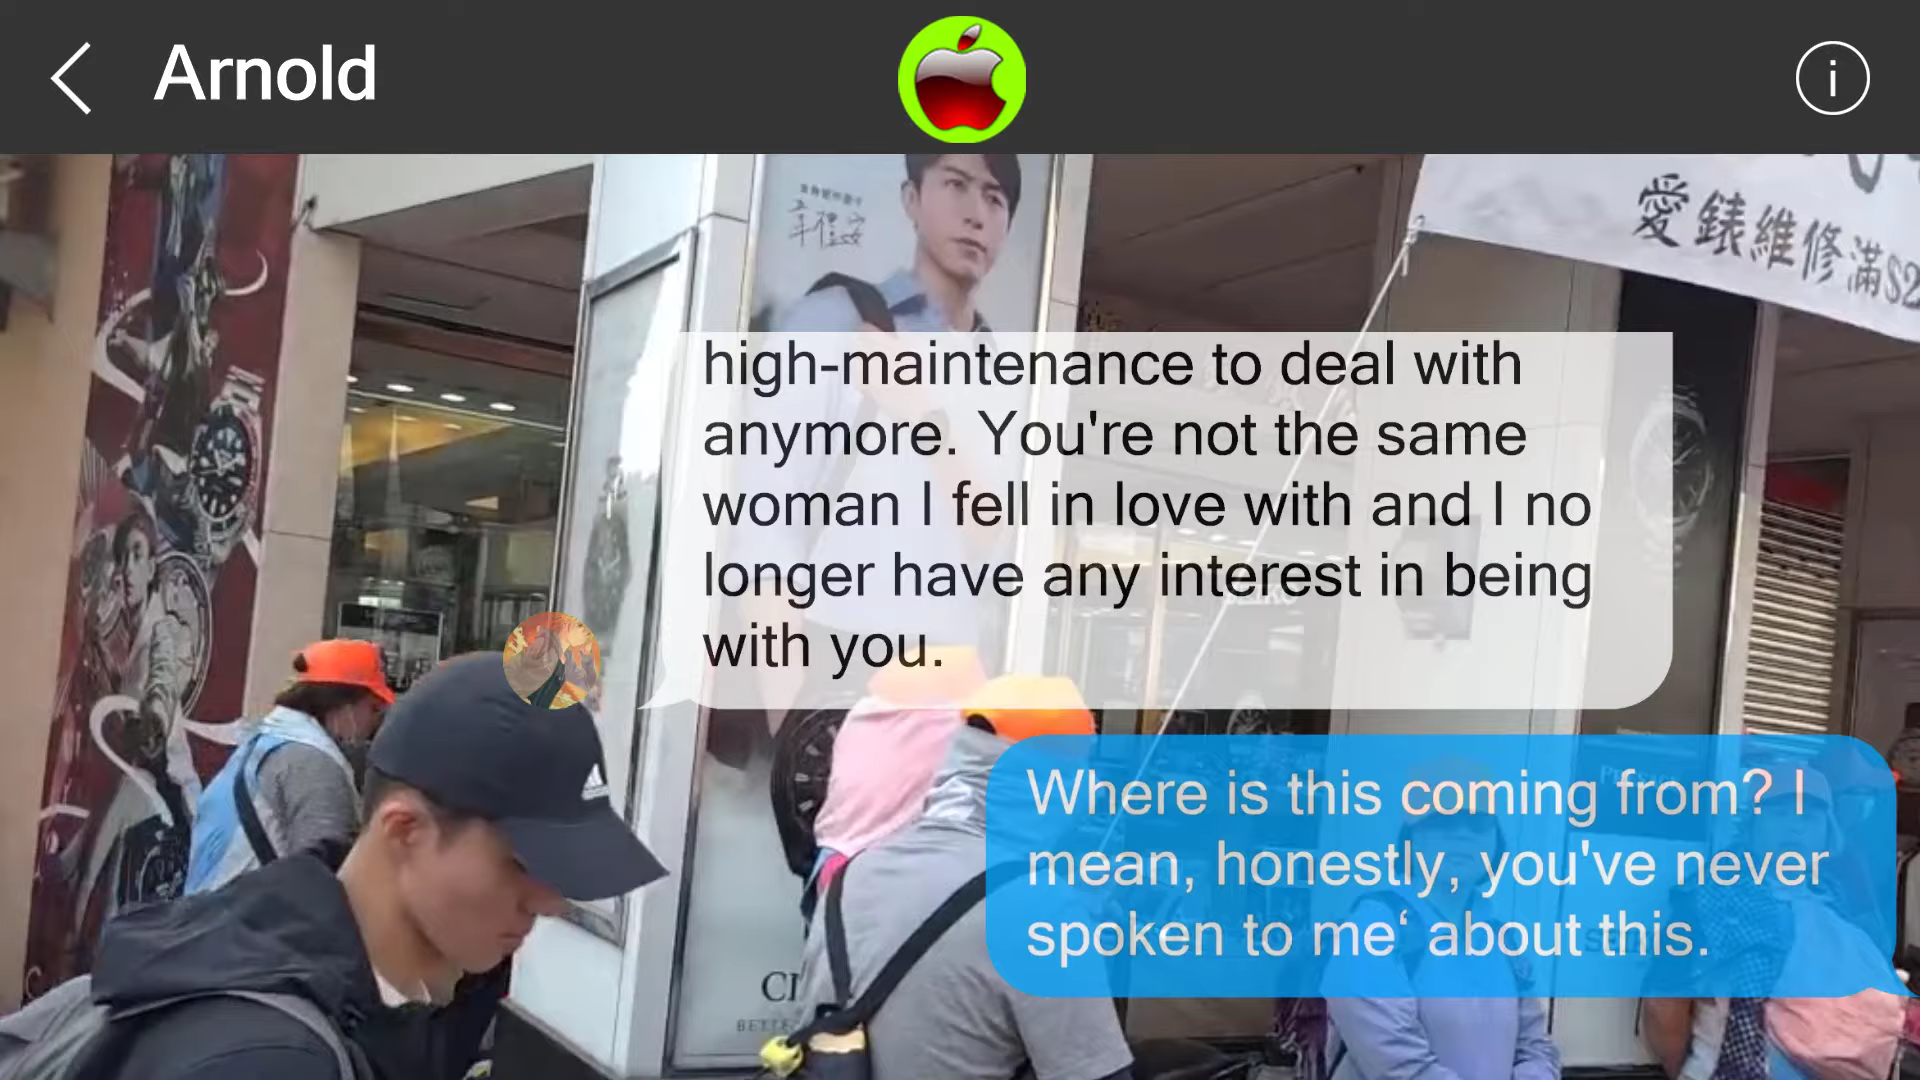 Arnold
i
愛錶維修滿$2
high-maintenance to deal with
anymore. You're not the same
woman I fell in love with and I no
longer have any interest in being
with you.
Where is this coming from? I
mean, honestly, you've never
spoken to me‘ about this.
CI